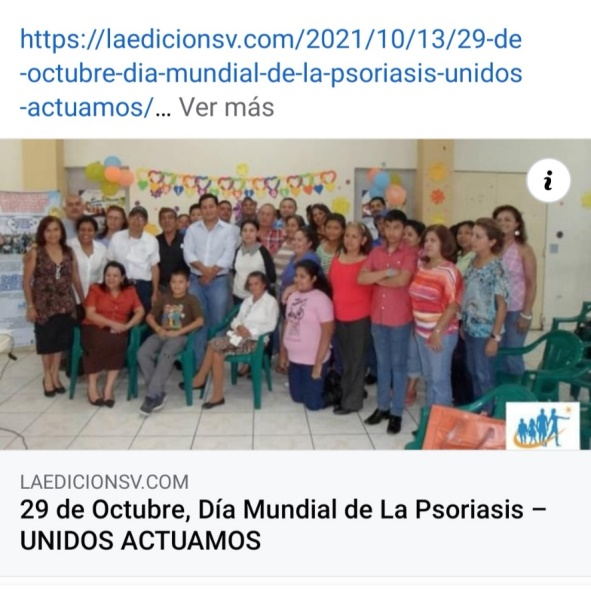 https://laedicionsv.com/2021/10/13/29-de
-octubre-dia-mundial-de-la-psoriasis-unidos
-actuamos/... Ver más
i
LAEDICIONSV.COM
29 de Octubre, Día Mundial de La Psoriasis –
UNIDOS ACTUAMOS